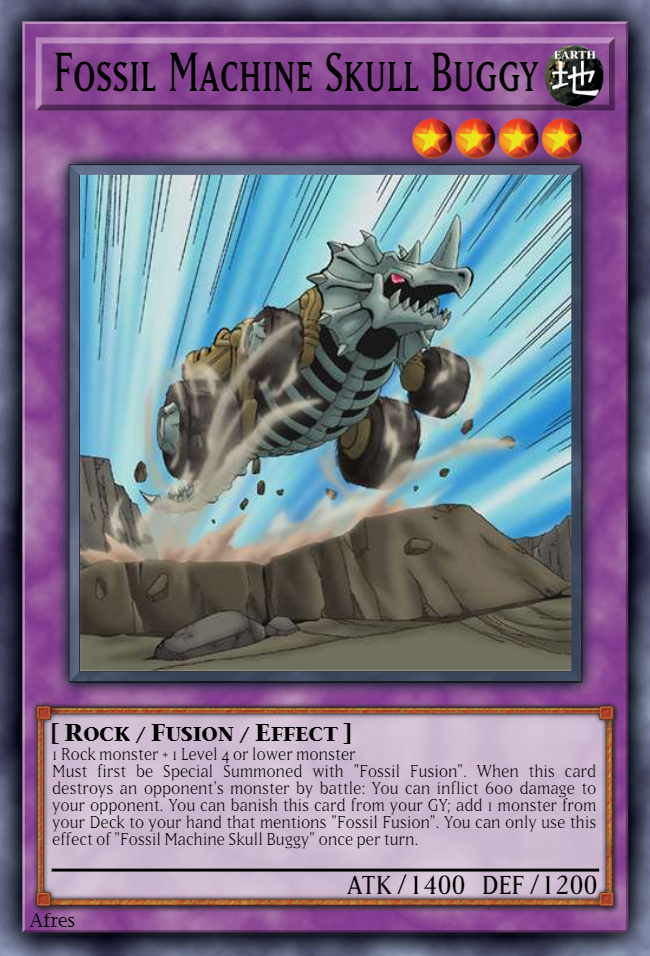 Fossil Machine Skull Buggy
EARTH
地
[ Rock / Fusion / Effect ]
1 Rock monster + 1 Level 4 or lower monster
Must first be Special Summoned with "Fossil Fusion". When this card
destroys an opponent's monster by battle: You can inflict 600 damage to
your opponent. You can banish this card from your GY; add 1 monster from
your Deck to your hand that mentions "Fossil Fusion". You can only use this
effect of "Fossil Machine Skull Buggy" once per turn.
ATK / 1400 DEF / 1200
Afres